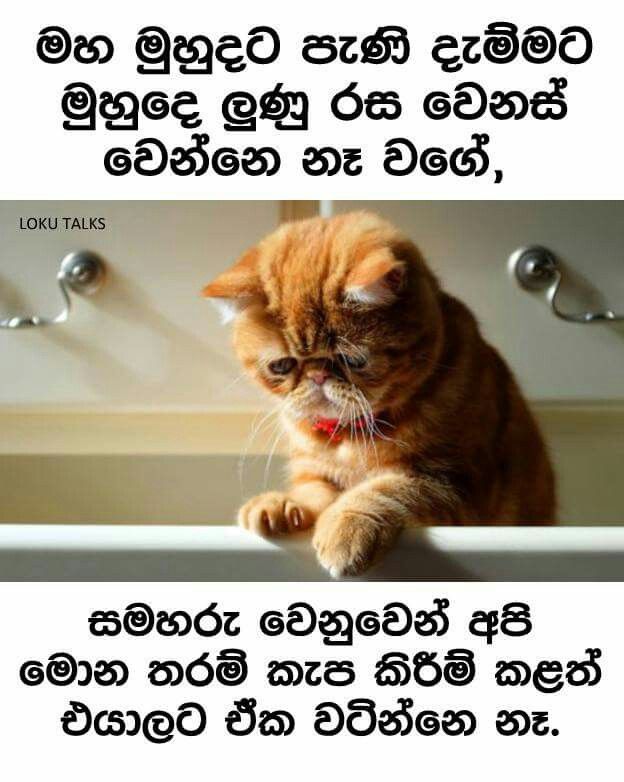 මහ මුහුදට පැණි දැම්මට
මුහුදෙ ලුණු රස වෙනස්
වෙන්නෙ නෑ වගේ,
LOKU TALKS
සමහරු වෙනුවෙන් අපි
මොන තරම් කැප කිරීම් කළත්
එයාලට ඒක වටින්නෙ නෑ.